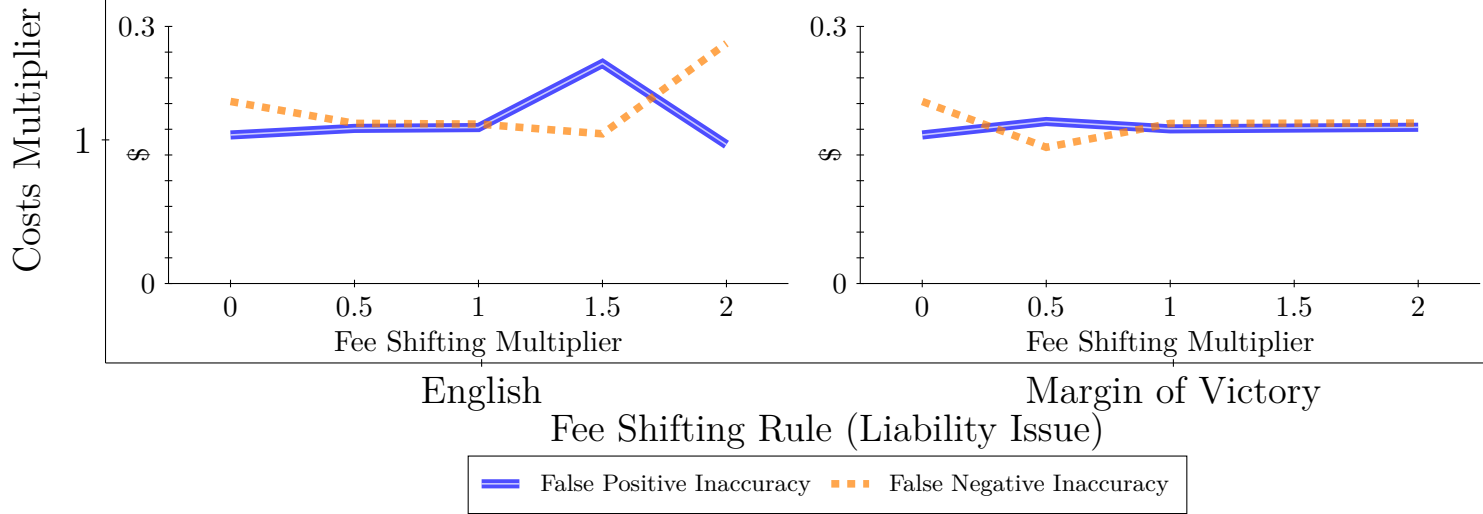 Costs Multiplier
1
0.3
$
0
0 0.5 1 1.5 2
Fee Shifting Multiplier
English
0.3
$
0
0 0.5 1 1.5 2
Fee Shifting Multiplier
Margin of Victory
Fee Shifting Rule (Liability Issue)
False Positive Inaccuracy False Negative Inaccuracy